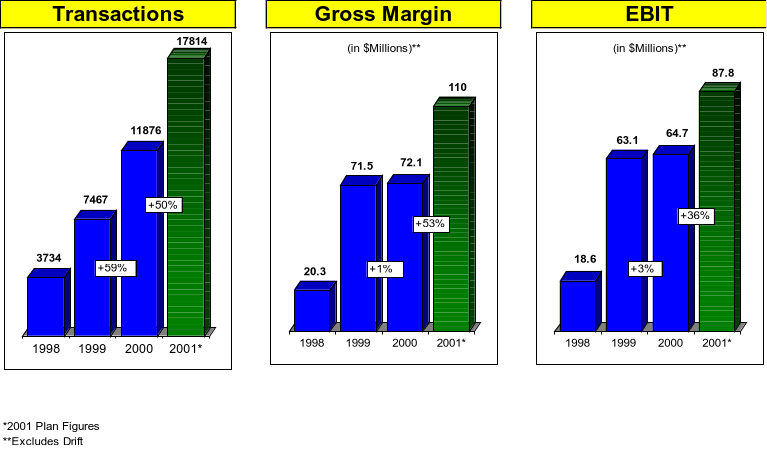 Transactions
17814
11876
7467
3734
+50%
+59%
1998 1999 2000 2001*
Gross Margin
(in $Millions)**
110
71.5
72.1
20.3
+53%
+1%
1998 1999 2000 2001*
EBIT
(in $Millions)**
87.8
63.1
64.7
18.6
+36%
+3%
1998 1999 2000 2001*
*2001 Plan Figures
**Excludes Drift